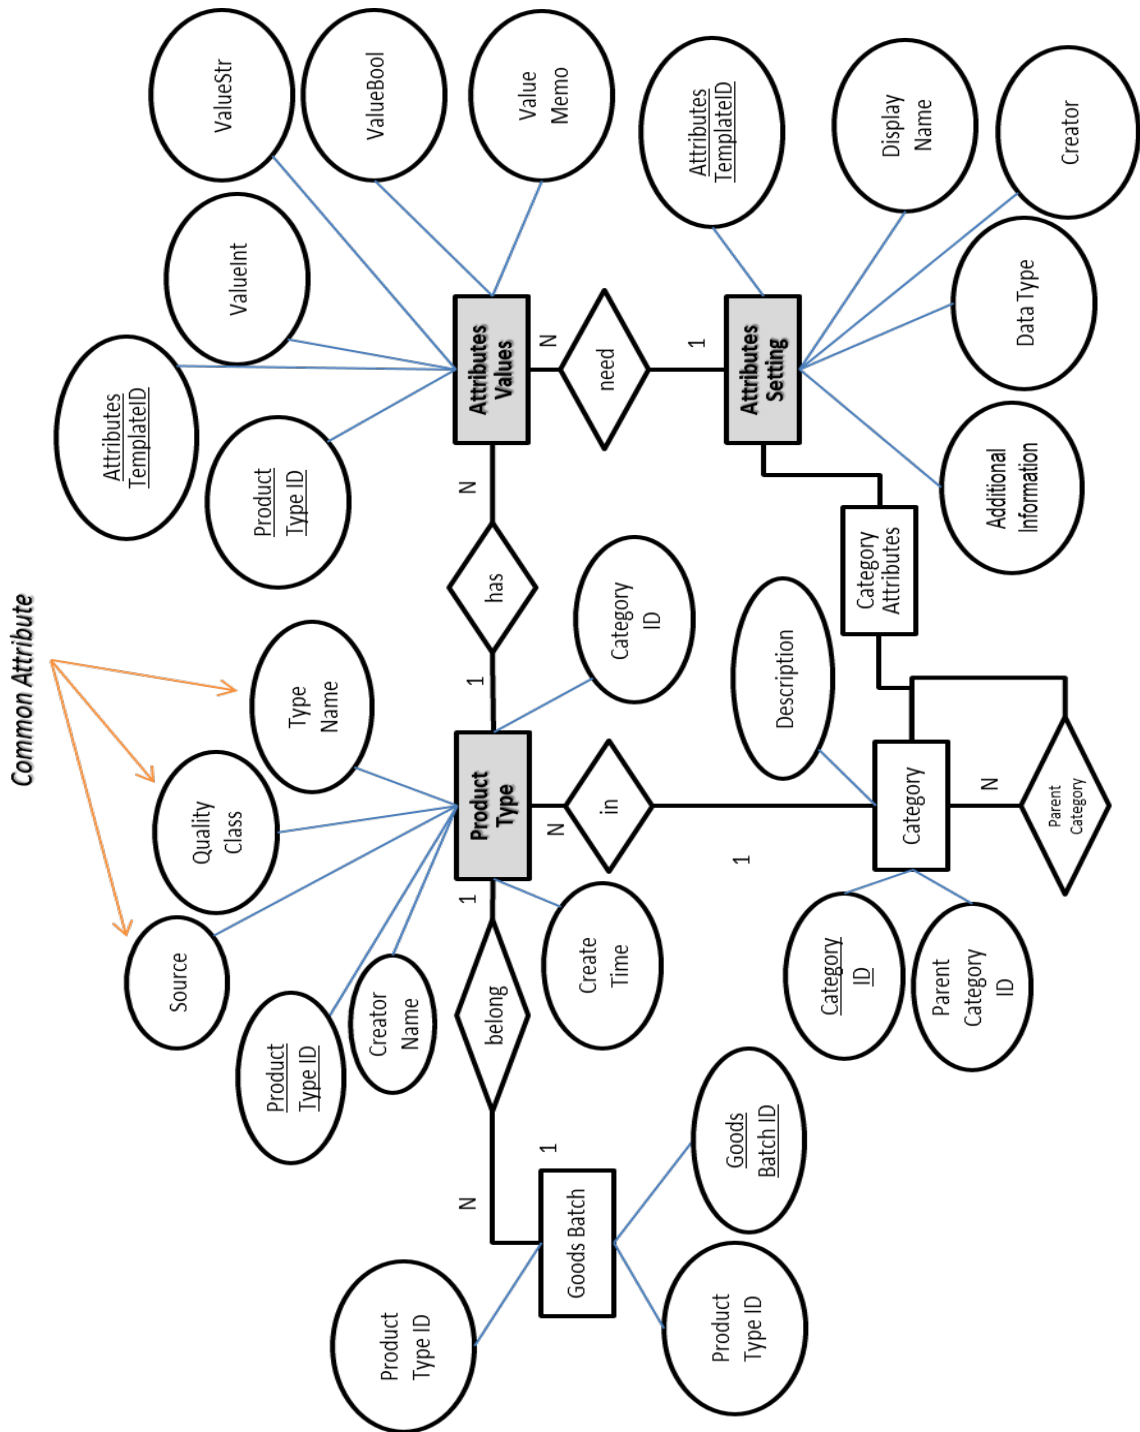 Common Attribute
Attributes
TemplateID
Source
Quality
Class
ValueStr
ValueInt
Product
Type ID
Product
Type ID
Type
Name
ValueBool
Creator
Name
Product
Type ID
Value
Memo
N
1
belong
1
Product
Type
1
has
N
Attributes
Values
Goods Batch
1
N
N
Create
Time
in
need
Category
ID
1
1
Product
Type ID
Goods
Batch ID
Attributes
TemplateID
Attributes
Setting
Description
Category
ID
Category
Category
Attributes
Display
Name
Parent
Category
ID
N
Additional
Information
Data Type
Parent
Category
Creator